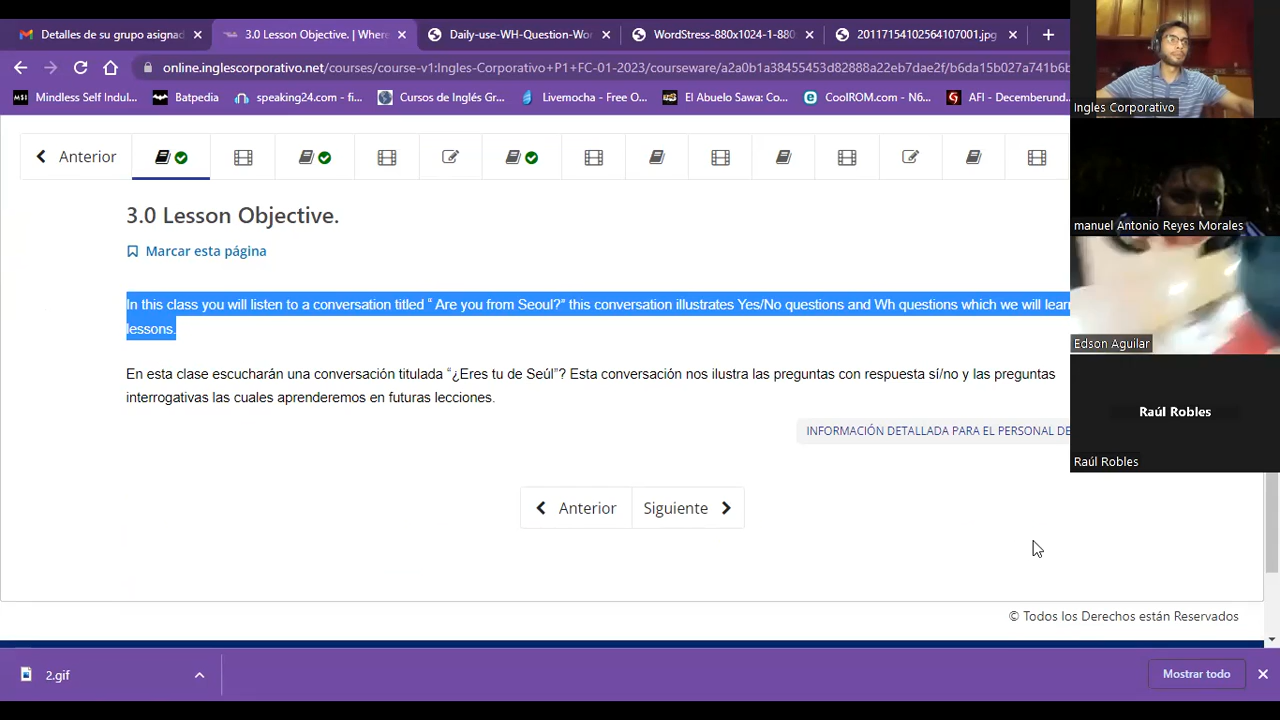 Detalles de su grupo asignad
3.0 Lesson Objective. | Where
Daily-use-WH-Question-Wo
WordStress-880x1024-1-880
20117154102564107001.jpg
online.inglescorporativo.net/courses/course-v1:Ingles-Corporativo+P1+FC-01-2023/courseware/a2a0b1a38455453d82888a22eb7dae2f/b6da15b027a741b6b
Mindless Self Indul...
Batpedia
speaking24.com - fi...
Cursos de Inglés Gr...
Livemocha - Free O...
El Abuelo Sawa: Co...
CoolROM.com - N6...
AFI - Decemberund...
Ingles Corporativo
Anterior
3.0 Lesson Objective.
manuel Antonio Reyes Morales
Marcar esta página
In this class you will listen to a conversation titled “ Are you from Seoul?” this conversation illustrates Yes/No questions and Wh questions which we will learn
lessons.
Edson Aguilar
En esta clase escucharán una conversación titulada “¿Eres tu de Seúl”? Esta conversación nos ilustra las preguntas con respuesta sí/no y las preguntas
interrogativas las cuales aprenderemos en futuras lecciones.
Raúl Robles
INFORMACIÓN DETALLADA PARA EL PERSONAL DE
Raúl Robles
Anterior
Siguiente
© Todos los Derechos están Reservados
2.gif
Mostrar todo